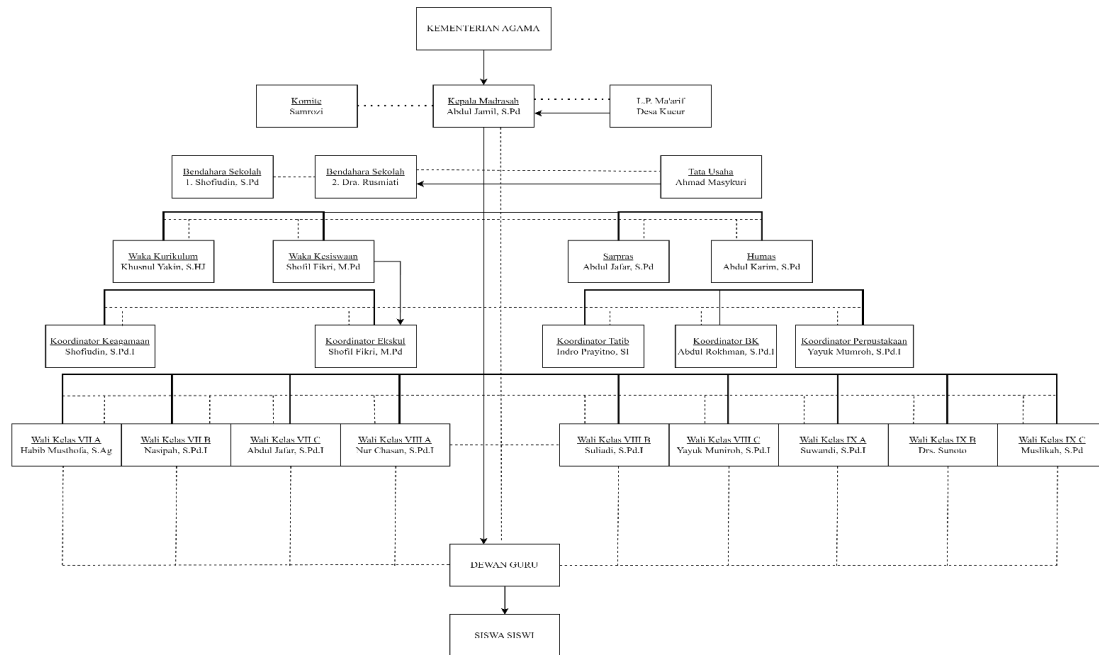 KEMENTERIAN AGAMA
Komite
Samrozi
Kepala Madrasah
Abdul Jamil, S.Pd
L.P. Ma'arif
Desa Kucur
Bendahara Sekolah
1. Shofiudin, S.Pd
Bendahara Sekolah
2. Dra. Rusmiati
Tata Usaha
Ahmad Masykuri
Waka Kurikulum
Khusnul Yakin, S.HJ
Waka Kesiswaan
Shofil Fikri, M.Pd
Sarpras
Abdul Jafar, S.Pd
Humas
Abdul Karim, S.Pd
Koordinator Keagamaan
Shofiudin, S.Pd.I
Koordinator Ekskul
Shofil Fikri, M.Pd
Koordinator Tatib
Indro Prayitno, SI
Koordinator BK
Abdul Rokhman, S.Pd.I
Koordinator Perpustakaan
Yayuk Mumroh, S.Pd.I
Wali Kelas VII A
Habib Musthofa, S.Ag
Wali Kelas VII B
Nasipah, S.Pd.I
Wali Kelas VII C
Abdul Jafar, S.Pd.I
Wali Kelas VIII A
Nur Chasan, S.Pd.I
Wali Kelas VIII B
Suliadi, S.Pd.I
Wali Kelas VIII C
Yayuk Muniroh, S.Pd.I
Wali Kelas IX A
Suwandi, S.Pd.I
Wali Kelas IX B
Drs. Sunoto
Wali Kelas IX C
Muslikah, S.Pd
DEWAN GURU
SISWA SISWI